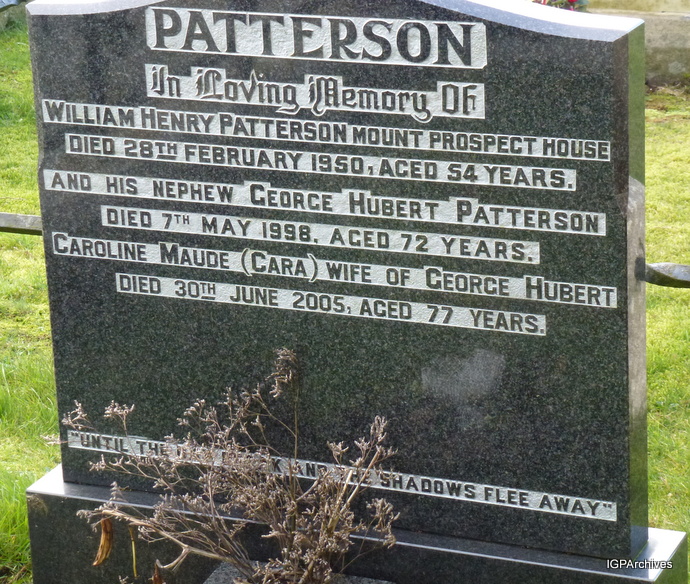 PATTERSON
In Loving Memory Of
WILLIAM HENRY PATTERSON MOUNT PROSPECT HOUSE
DIED 28TH FEBRUARY 1950, AGED 54 YEARS.
AND HIS NEPHEW GEORGE HUBERT PATTERSON
DIED 7TH MAY 1998. AGED 72 YEARS.
CAROLINE MAUDE (CARA) WIFE OF GEORGE HUBERT
DIED 30TH JUNE 2005, AGED 77 YEARS.
"UNTIL THE AND THE SHADOWS FLEE AWAY"
IGPArchives